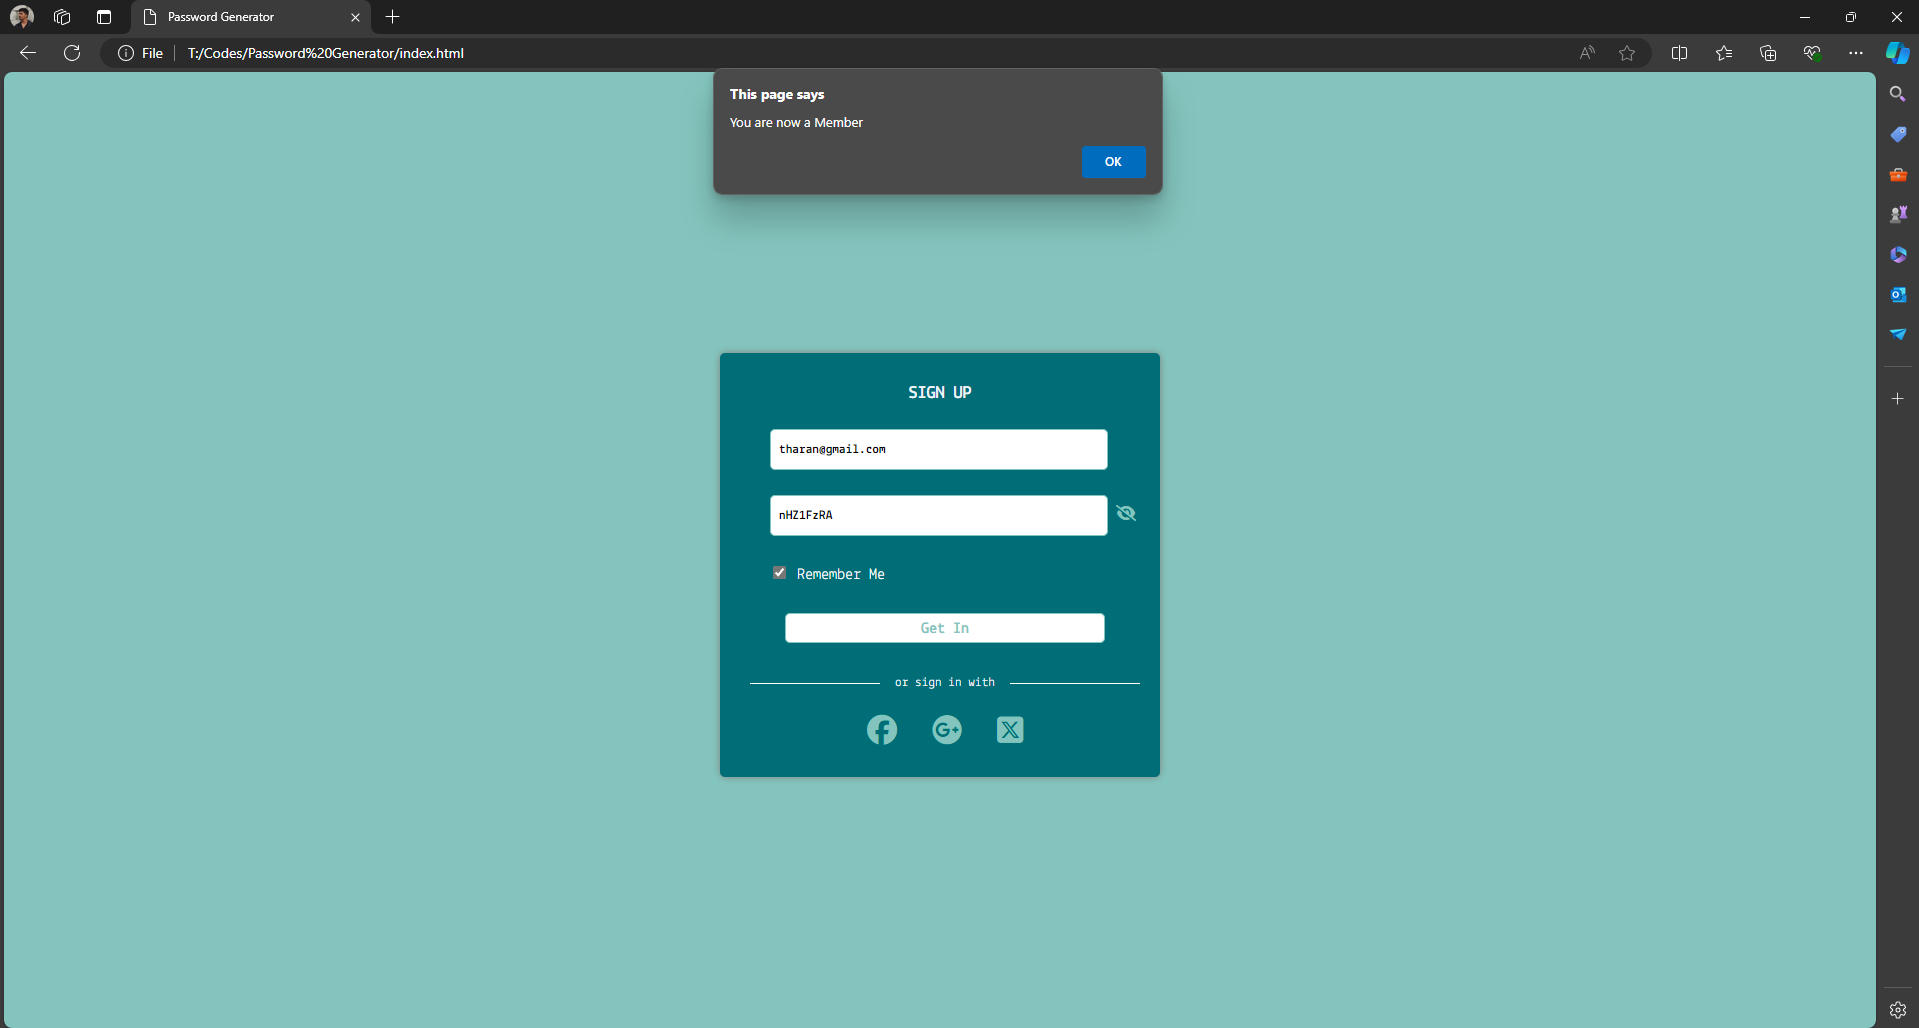 Password Generator
File T:/Codes/Password%20Generator/index.html
This page says
You are now a Member
OK
SIGN UP
tharan@gmail.com
nHZ1FzRA
Remember Me
Get In
or sign in with